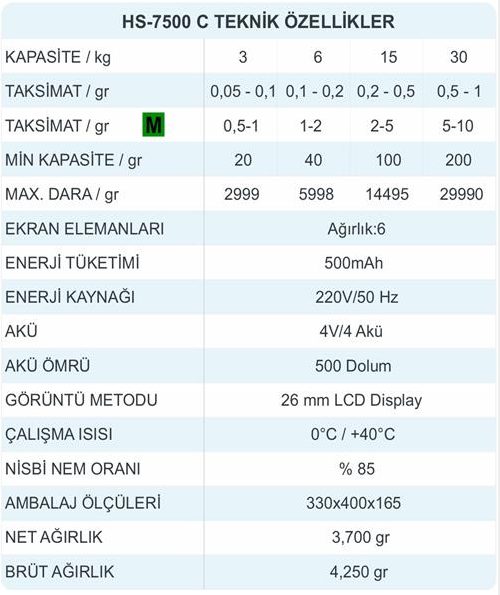 HS-7500 C TEKNİK ÖZELLİKLER
KAPASİTE / kg 3 6 15 30
TAKSİMAT / gr 0,05 - 0,1 0,1 - 0,2 0,2 - 0,5 0,5 - 1
TAKSİMAT / gr M 0,5-1 1-2 2-5 5-10
MİN KAPASİTE / gr 20 40 100 200
MAX. DARA / gr 2999 5998 14495 29990
EKRAN ELEMANLARI Ağırlık:6
ENERJİ TÜKETİMİ 500mAh
ENERJİ KAYNAĞI 220V/50 Hz
AKÜ 4V/4 Akü
AKÜ ÖMRÜ 500 Dolum
GÖRÜNTÜ METODU 26 mm LCD Display
ÇALIŞMA ISISI 0°C / +40°C
NİSBİ NEM ORANI % 85
AMBALAJ ÖLÇÜLERİ 330x400x165
NET AĞIRLIK 3,700 gr
BRÜT AĞIRLIK 4,250 gr